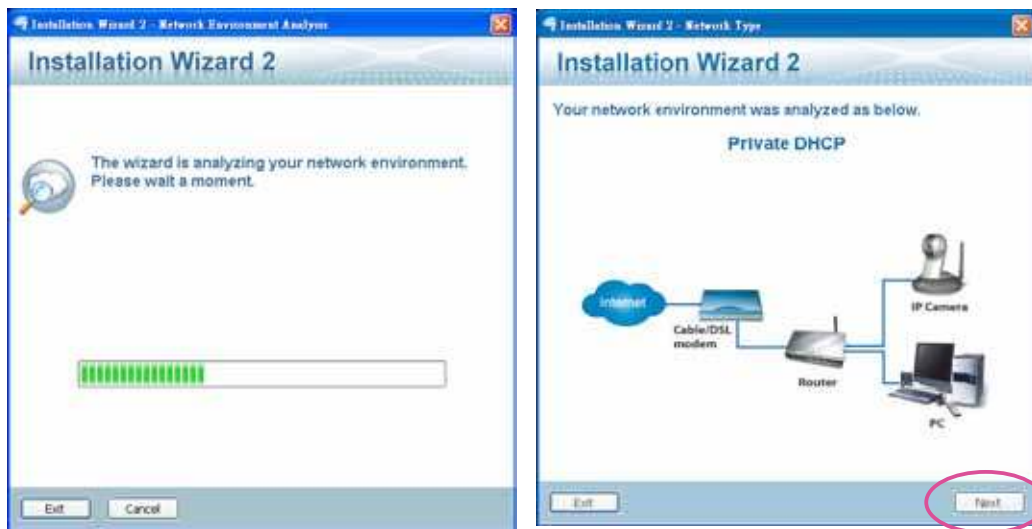 Installation Wizard 2 - Network Environment Analysis
Installation Wizard 2
The wizard is analyzing your network environment.
Please wait a moment.
Exit
Cancel
Installation Wizard 2 - Network Type
Installation Wizard 2
Your network environment was analyzed as below.
Private DHCP
Internet
Cable/DSL
modem
Router
IP Camera
PC
Exit
Next